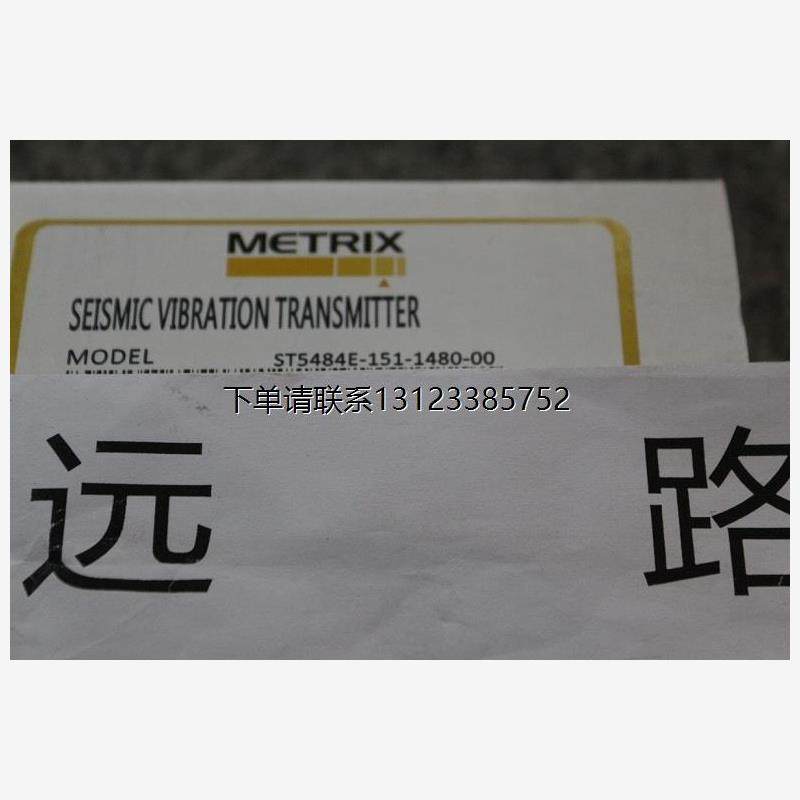 METRIX
SEISMIC VIBRATION TRANSMITTER
MODEL ST5484E-151-1480-00
下单请联系13123385752
远 路